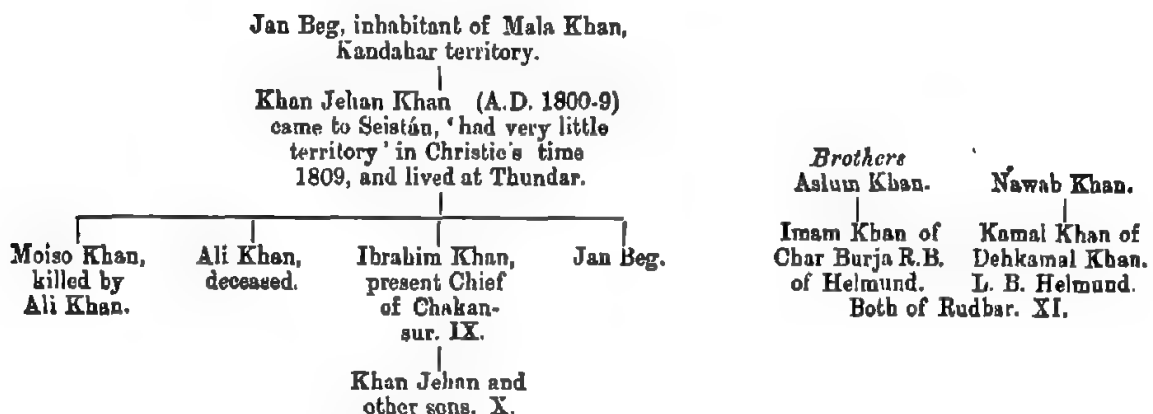 Jan Beg, inhabitant of Mala Khan,
Kandahar territory.
Khan Jehan Khan (A.D. 1800-9)
came to Seistán, ‘had very little
territory’ in Christie's time
1809, and lived at Thundar.
Moiso Khan,
killed by
Ali Khan.
Ali Khan,
deceased.
Ibrahim Khan,
present Chief
of Chakan-
sur. IX.
Jan Beg.
Khan Jehan and
other sons. X.
Brothers
Aslum Khan.
Nawab Khan.
Imam Khan of
Char Burja R.B.
of Helmund.
Kamal Khan of
Dehkamal Khan.
L. B. Helmund.
Both of Rudbar. XI.